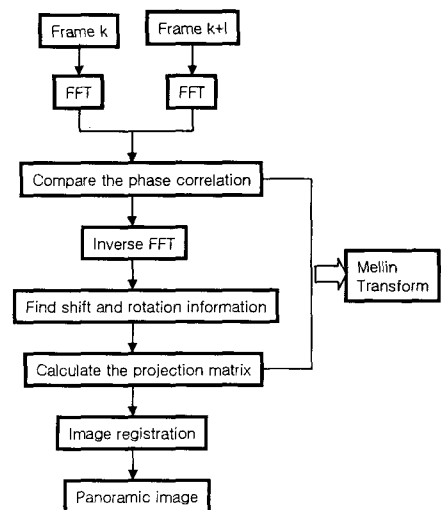 Frame k
Frame k+l
FFT
FFT
Compare the phase correlation
Inverse FFT
Mellin
Transform
Find shift and rotation information
Calculate the projection matrix
Image registration
Panoramic image